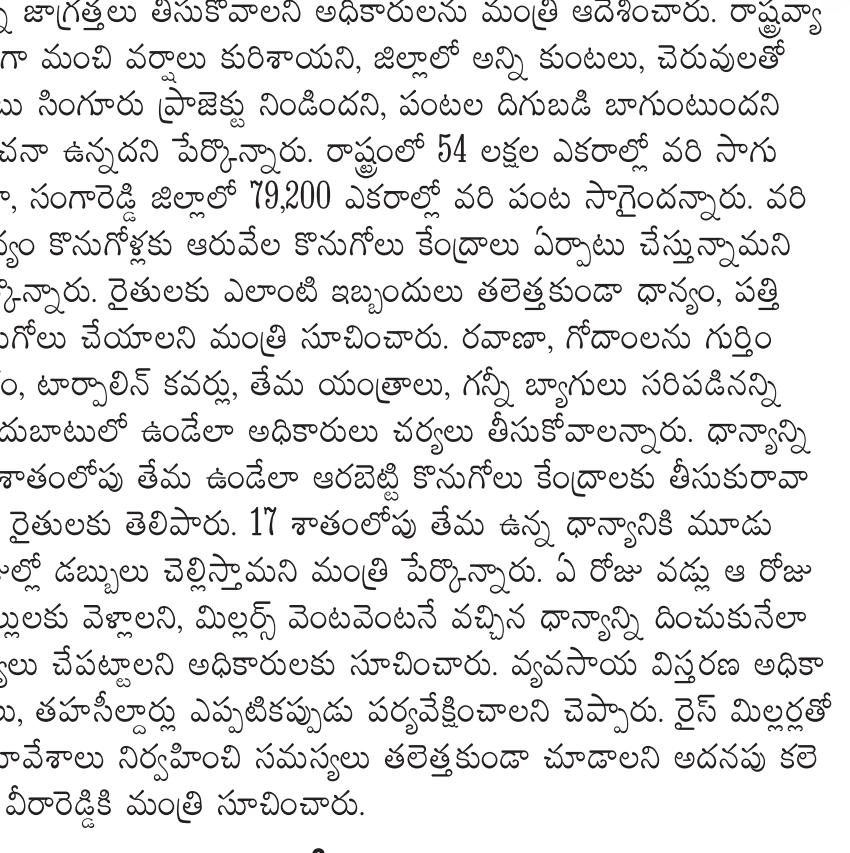 జాగ్రత్తలు తీసుకోవాలని అధికారులను మంత్రి ఆదేశించారు. రాష్ట్రవ్యా
గా మంచి వర్షాలు కురిశాయని, జిల్లాలో అన్ని కుంటలు, చెరువులతో
సింగూరు ప్రాజెక్టు నిండిందని, పంటల దిగుబడి బాగుంటుందని
చనా ఉన్నదని పేర్కొన్నారు. రాష్ట్రంలో 54 లక్షల ఎకరాల్లో వరి సాగు
సంగారెడ్డి జిల్లాలో 79,200 ఎకరాల్లో వరి పంట సాగైందన్నారు. వరి
కొనుగోళ్లకు ఆరువేల కొనుగోలు కేంద్రాలు ఏర్పాటు చేస్తున్నామని
కొన్నారు. రైతులకు ఎలాంటి ఇబ్బందులు తలెత్తకుండా ధాన్యం, పత్తి
గోలు చేయాలని మంత్రి సూచించారు. రవాణా, గోదాంలను గుర్తిం
టార్పాలిన్ కవర్లు, తేమ యంత్రాలు, గన్నీ బ్యాగులు సరిపడినన్ని
దుబాటులో ఉండేలా అధికారులు చర్యలు తీసుకోవాలన్నారు. ధాన్యాన్ని
శాతంలోపు తేమ ఉండేలా ఆరబెట్టి కొనుగోలు కేంద్రాలకు తీసుకురావా
రైతులకు తెలిపారు. 17 శాతంలోపు తేమ ఉన్న ధాన్యానికి మూడు
ల్లో డబ్బులు చెల్లిస్తామని మంత్రి పేర్కొన్నారు. ఏ రోజు వడ్లు ఆ రోజు
ల్లులకు వెళ్లాలని, మిల్లర్స్ వెంటవెంటనే వచ్చిన ధాన్యాన్ని దించుకునేలా
లు చేపట్టాలని అధికారులకు సూచించారు. వ్యవసాయ విస్తరణ అధికా
తహసీల్దార్లు ఎప్పటికప్పుడు పర్యవేక్షించాలని చెప్పారు. రైస్ మిల్లర్లతో
వేశాలు నిర్వహించి సమస్యలు తలెత్తకుండా చూడాలని అదనపు కలె
వీరారెడ్డికి మంత్రి సూచించారు.